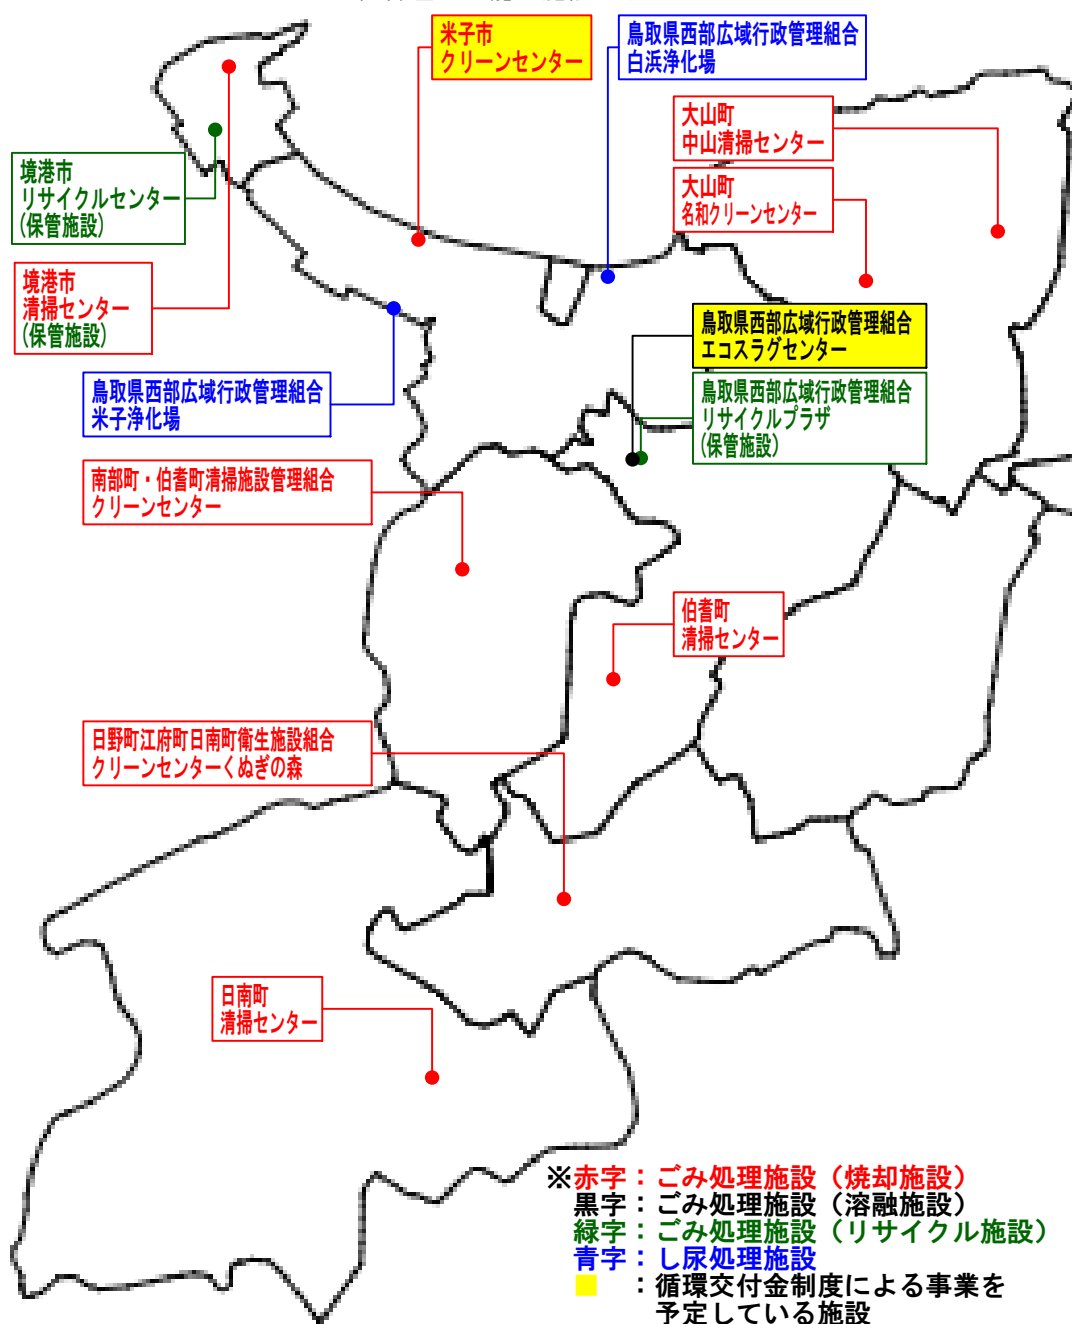 米子市
クリーンセンター
鳥取県西部広域行政管理組合
白浜浄化場
大山町
中山清掃センター
境港市
リサイクルセンター
(保管施設)
大山町
名和クリーンセンター
境港市
清掃センター
(保管施設)
鳥取県西部広域行政管理組合
エコスラグセンター
鳥取県西部広域行政管理組合
米子浄化場
鳥取県西部広域行政管理組合
リサイクルプラザ
(保管施設)
南部町・伯耆町清掃施設管理組合
クリーンセンター
伯耆町
清掃センター
日野町江府町日南町衛生施設組合
クリーンセンターくぬぎの森
日南町
清掃センター
※赤字：ごみ処理施設（焼却施設）
黒字：ごみ処理施設（溶融施設）
緑字：ごみ処理施設（リサイクル施設）
青字：し尿処理施設
：循環交付金制度による事業を
予定している施設